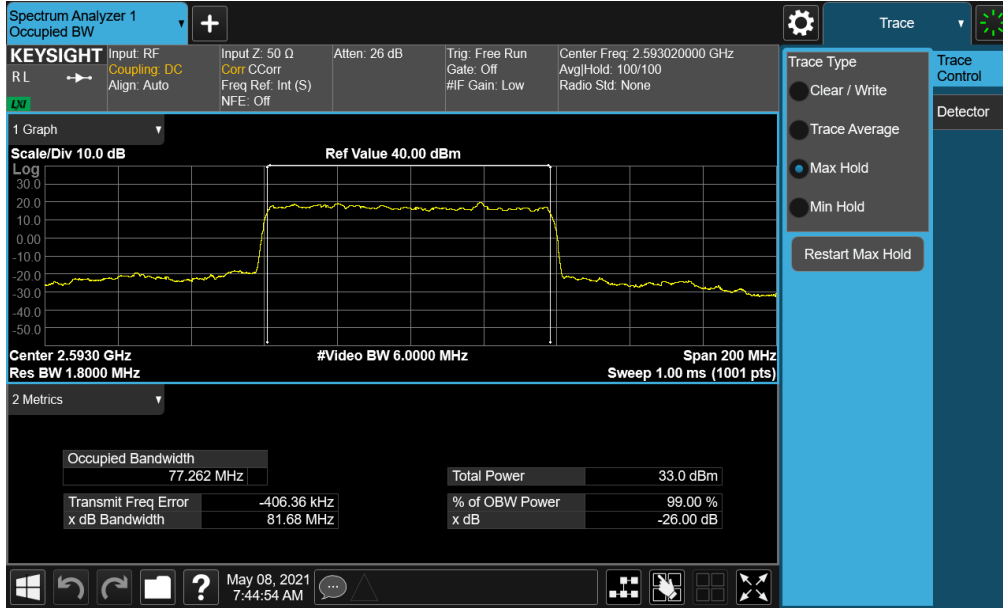 Spectrum Analyzer 1
Occupied BW
Trace
KEYSIGHT
R L
LXI
Input: RF
Coupling: DC
Align: Auto
Input Z: 50 Ω
Corr CCorr
Freq Ref: Int (S)
NFE: Off
Atten: 26 dB
Trig: Free Run
Gate: Off
#IF Gain: Low
Center Freq: 2.593020000 GHz
Avg|Hold: 100/100
Radio Std: None
Trace Type
Clear / Write
Trace Average
Max Hold
Min Hold
Restart Max Hold
Trace
Control
Detector
1 Graph
Scale/Div 10.0 dB
Ref Value 40.00 dBm
Log
30.0
20.0
10.0
0.00
-10.0
-20.0
-30.0
-40.0
-50.0
Center 2.5930 GHz
#Video BW 6.0000 MHz
Span 200 MHz
Res BW 1.8000 MHz
Sweep 1.00 ms (1001 pts)
2 Metrics
Occupied Bandwidth
77.262 MHz
Total Power 33.0 dBm
Transmit Freq Error -406.36 kHz
% of OBW Power 99.00 %
x dB Bandwidth 81.68 MHz
x dB -26.00 dB
?
May 08, 2021
7:44:54 AM